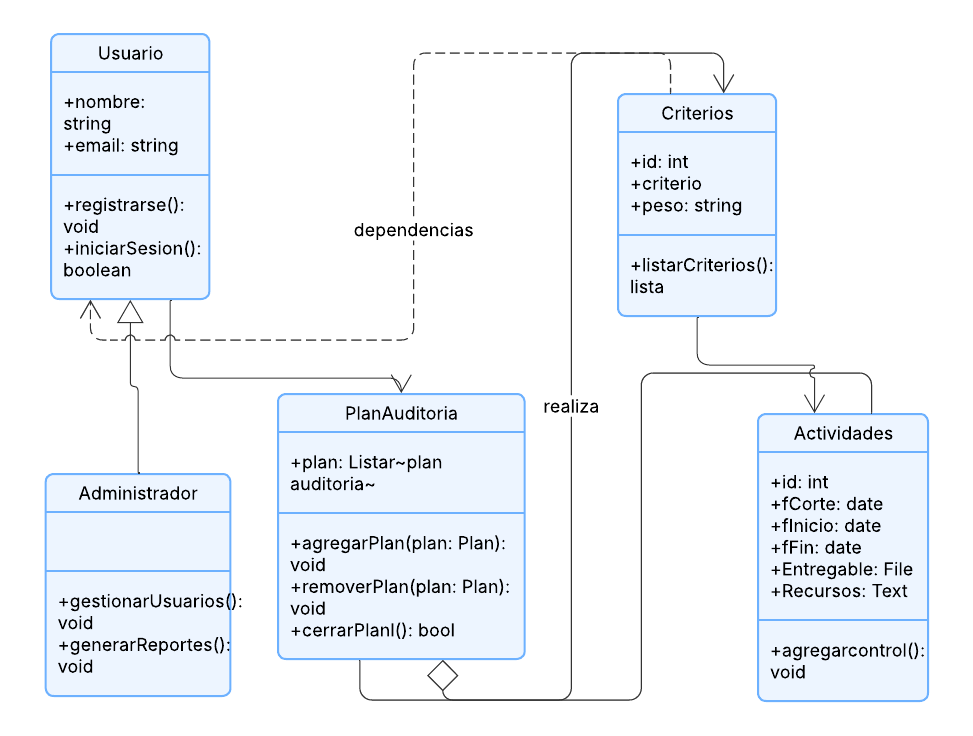 Usuario
+nombre:
string
+email: string
+registrarse():
void
+iniciarSesion():
boolean
Criterios
+id: int
+criterio
+peso: string
+listarCriterios():
lista
dependencias
realiza
PlanAuditoria
+plan: Listar~plan
auditoria~
+agregarPlan(plan: Plan):
void
+removerPlan(plan: Plan):
void
+cerrarPlanI(): bool
Actividades
+id: int
+fCorte: date
+fInicio: date
+fFin: date
+Entregable: File
+Recursos: Text
+agregarcontrol():
void
Administrador
+gestionarUsuarios():
void
+generarReportes():
void